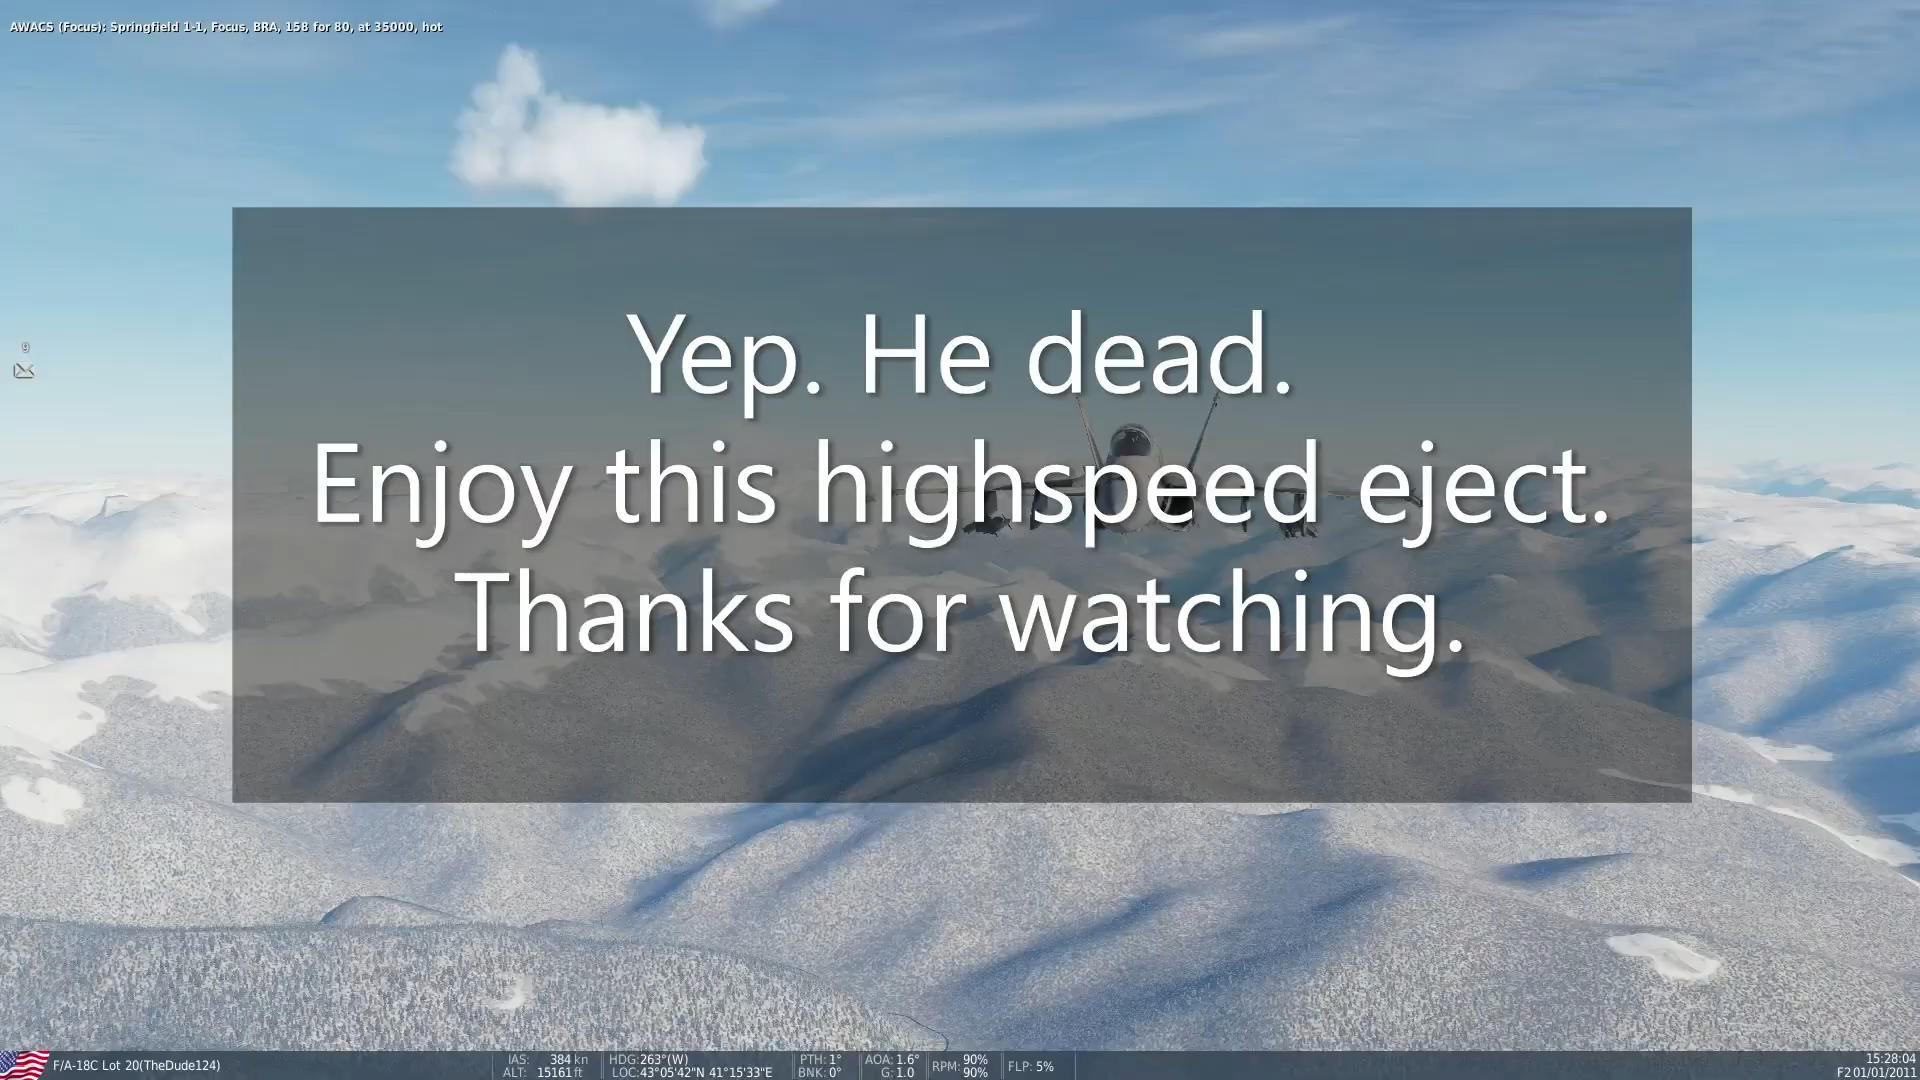 AWACS (Focus): Springfield 1-1, Focus, BRA, 158 for 80, at 35000, hot
9
Yep. He dead.
Enjoy this highspeed eject.
Thanks for watching.
F/A-18C Lot 20(TheDude124)
IAS: 384 kn
ALT: 15161 ft
HDG:263°(W)
LOC:43°05'42"N 41°15'33"E
PTH: 1°
BNK: 0°
AOA: 1.6°
G: 1.0
RPM: 90%
90%
FLP: 5%
15:28:04
F2 01/01/2011